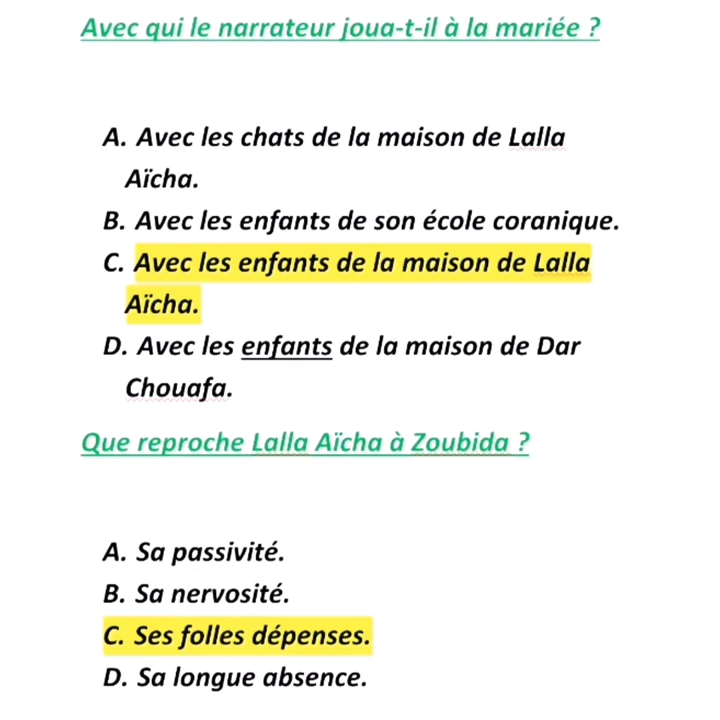 Avec qui le narrateur joua-t-il à la mariée ?
A. Avec les chats de la maison de Lalla
Aïcha.
B. Avec les enfants de son école coranique.
C. Avec les enfants de la maison de Lalla
Aïcha.
D. Avec les enfants de la maison de Dar
Chouafa.
Que reproche Lalla Aïcha à Zoubida ?
A. Sa passivité.
B. Sa nervosité.
C. Ses folles dépenses.
D. Sa longue absence.